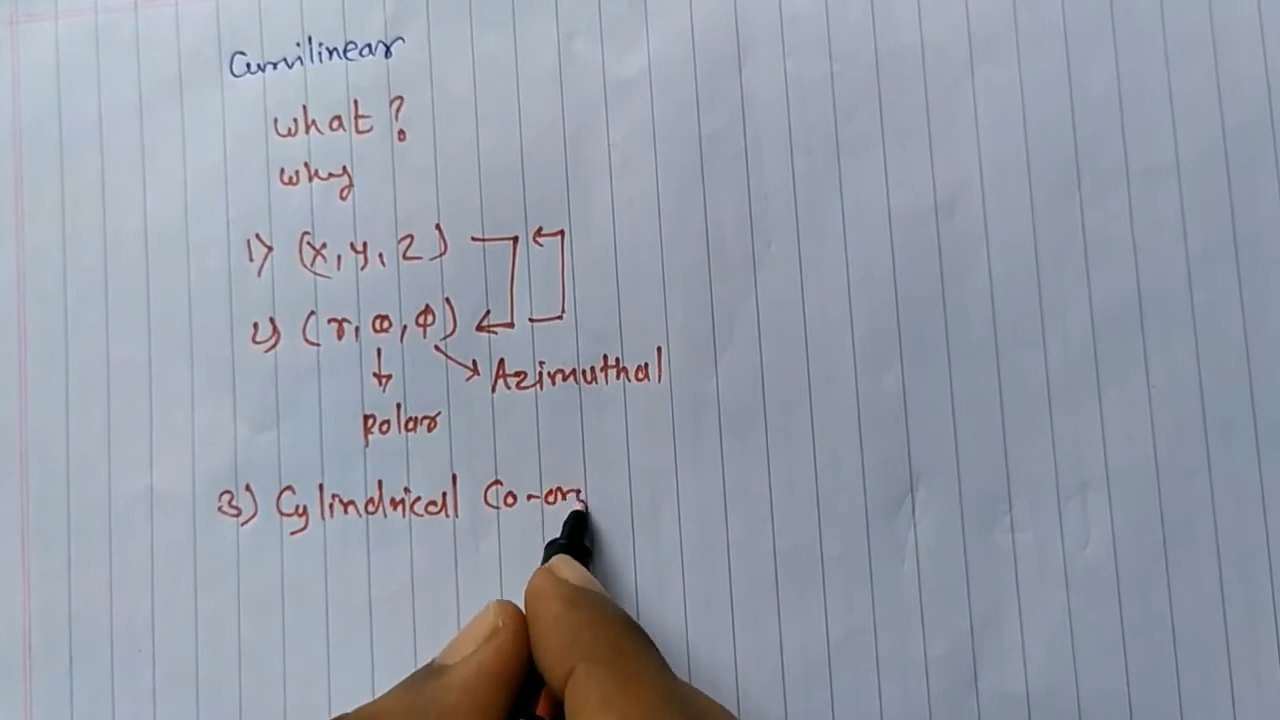 Curvilinear
what?
why
1) (x, y, z)
2) (r, θ, φ)
Azimuthal
Polar
3) Cylindrical Co-or